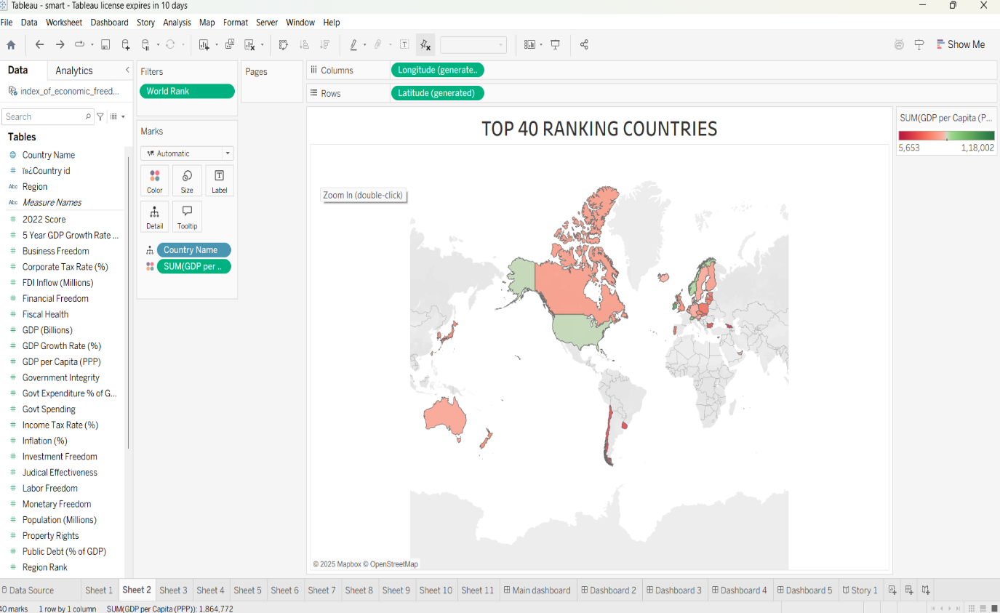 Tableau - smart - Tableau license expires in 10 days
File Data Worksheet Dashboard Story Analysis Map Format Server Window Help
Show Me
Data Analytics
index_of_economic_freed...
Search
Tables
Country Name
# ï»¿Country id
Abc Region
Abc Measure Names
# 2022 Score
# 5 Year GDP Growth Rate ...
# Business Freedom
# Corporate Tax Rate (%)
# FDI Inflow (Millions)
# Financial Freedom
# Fiscal Health
# GDP (Billions)
# GDP Growth Rate (%)
# GDP per Capita (PPP)
# Government Integrity
# Govt Expenditure % of G...
# Govt Spending
# Income Tax Rate (%)
# Inflation (%)
# Investment Freedom
# Judical Effectiveness
# Labor Freedom
# Monetary Freedom
# Population (Millions)
# Property Rights
# Public Debt (% of GDP)
# Region Rank
Filters
World Rank
Marks
Automatic
Color Size Label
Detail Tooltip
Country Name
SUM(GDP per ..
Pages
Columns Longitude (generate..
Rows Latitude (generated)
TOP 40 RANKING COUNTRIES
Zoom In (double-click)
© 2025 Mapbox © OpenStreetMap
SUM(GDP per Capita (P...
5,653 1,18,002
Data Source Sheet 1 Sheet 2 Sheet 3 Sheet 4 Sheet 5 Sheet 6 Sheet 7 Sheet 8 Sheet 9 Sheet 10 Sheet 11 Main dashboard Dashboard 2 Dashboard 3 Dashboard 4 Dashboard 5 Story 1
40 marks 1 row by 1 column SUM(GDP per Capita (PPP)): 1,864,772